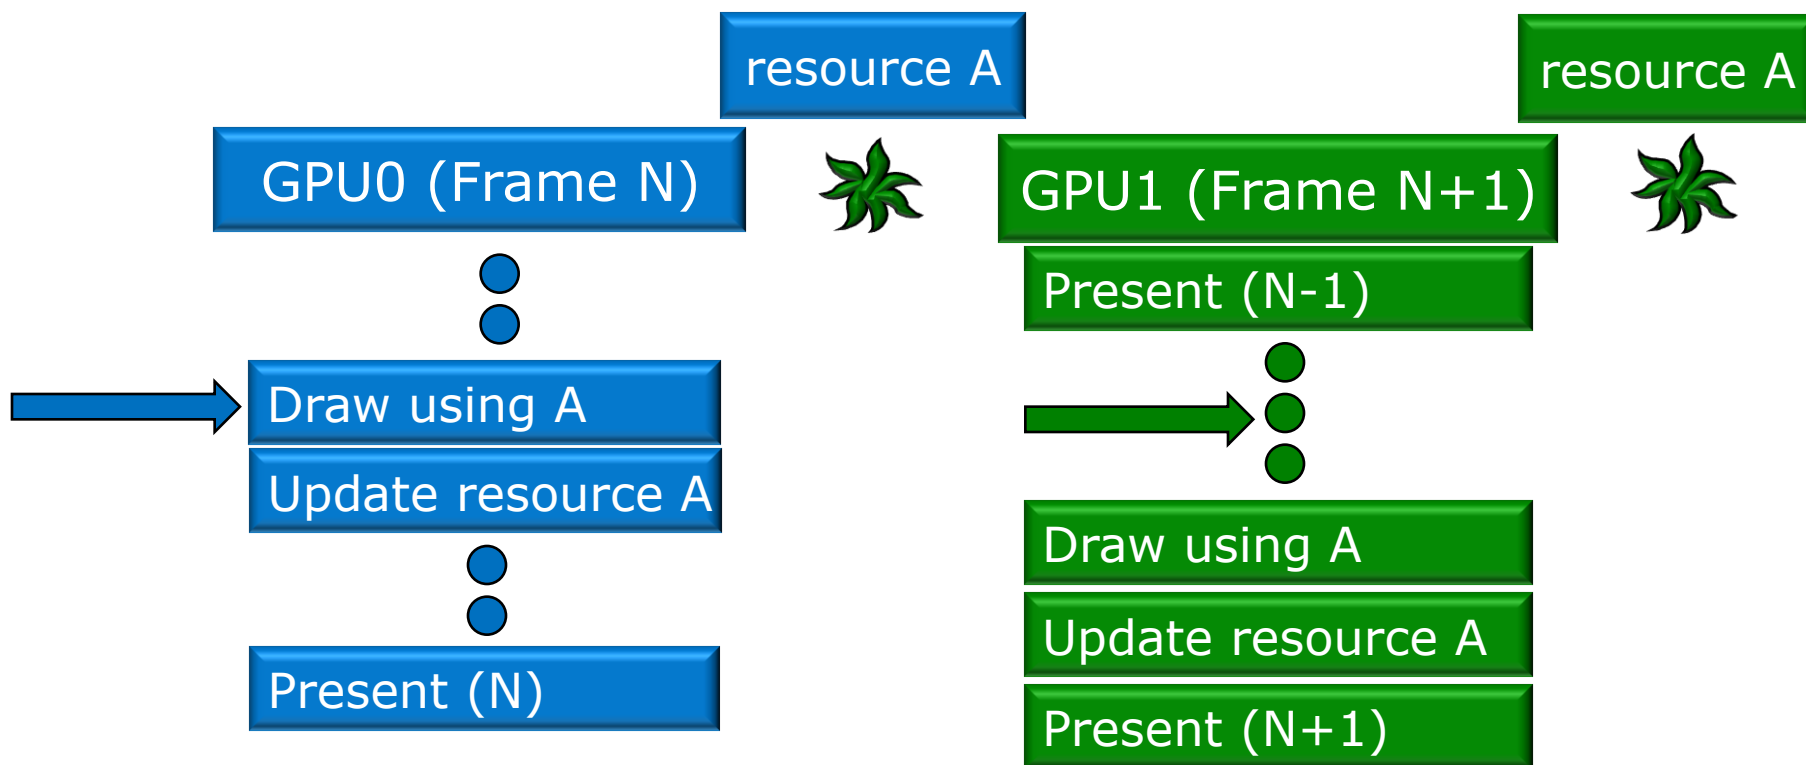 resource A
GPU0 (Frame N)
Draw using A
Update resource A
Present (N)
resource A
GPU1 (Frame N+1)
Present (N-1)
Draw using A
Update resource A
Present (N+1)